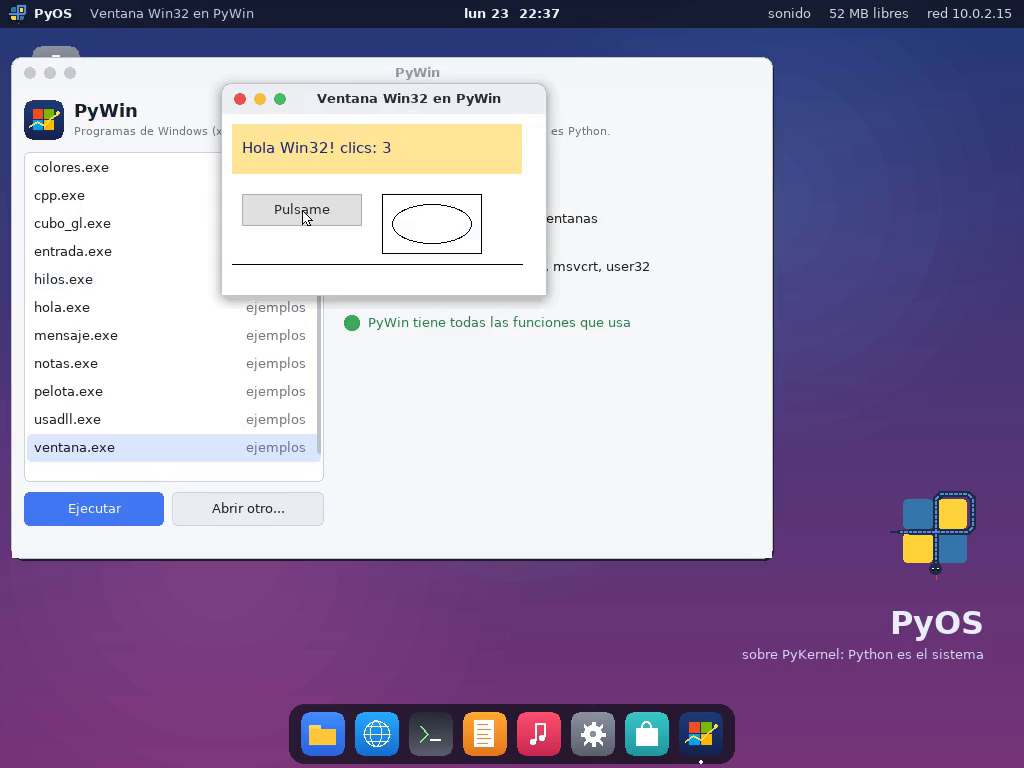 PyOS Ventana Win32 en PyWin lun 23 22:37 sonido 52 MB libres red 10.0.2.15
PyWin
Ventana Win32 en PyWin
PyWin
Programas de Windows (x
es Python.
Hola Win32! clics: 3
Pulsame
colores.exe
cpp.exe
cubo_gl.exe
entrada.exe
hilos.exe
hola.exe ejemplos
mensaje.exe ejemplos
notas.exe ejemplos
pelota.exe ejemplos
usadll.exe ejemplos
ventana.exe ejemplos
entanas
. msvcrt, user32
PyWin tiene todas las funciones que usa
Ejecutar
Abrir otro...
PyOS
sobre PyKernel: Python es el sistema